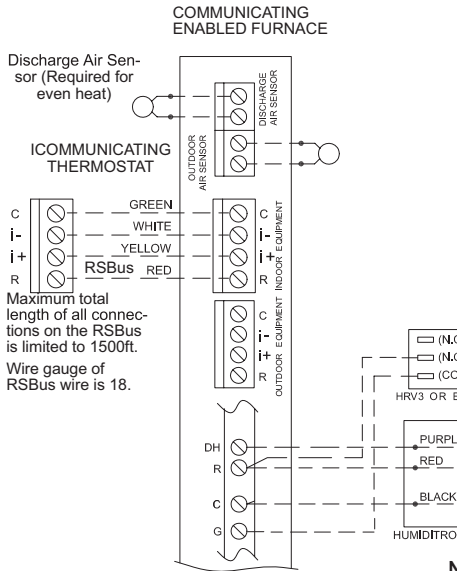 COMMUNICATING
ENABLED FURNACE
Discharge Air Sen-
sor (Required for
even heat)
DISCHARGE
AIR SENSOR
OUTDOOR
AIR SENSOR
ICOMMUNICATING
THERMOSTAT
C GREEN C
i- WHITE i-
i+ YELLOW i+
R RSBus RED R
INDOOR EQUIPMENT
Maximum total
length of all connec-
tions on the RSBus
is limited to 1500ft.
Wire gauge of
RSBus wire is 18.
C
i-
i+
R
OUTDOOR EQUIPMENT
HRV3 OR
DH PURPL
R RED
C BLACK
G
HUMIDITRO
N